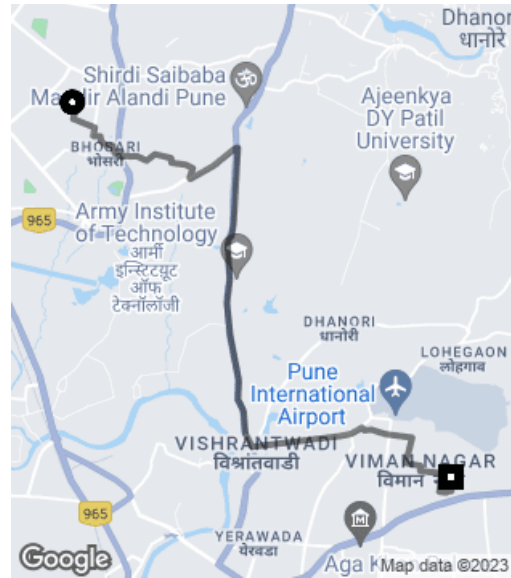 Dhanori
धानोरे
Shirdi Saibaba
Mandir Alandi Pune
Ajeenkya
DY Patil
University
BHOSARI
भोसरी
965
Army Institute
of Technology
आर्मी
इन्स्टिट्यूट
ऑफ
टेक्नॉलॉजी
DHANORI
धानोरी
LOHEGAON
लोहगाव
Pune
International
Airport
VISHRANTWADI
विश्रांतवाडी
VIMAN NAGAR
विमान
965
YERAWADA
येरवडा
Aga K
Google
Map data ©2023